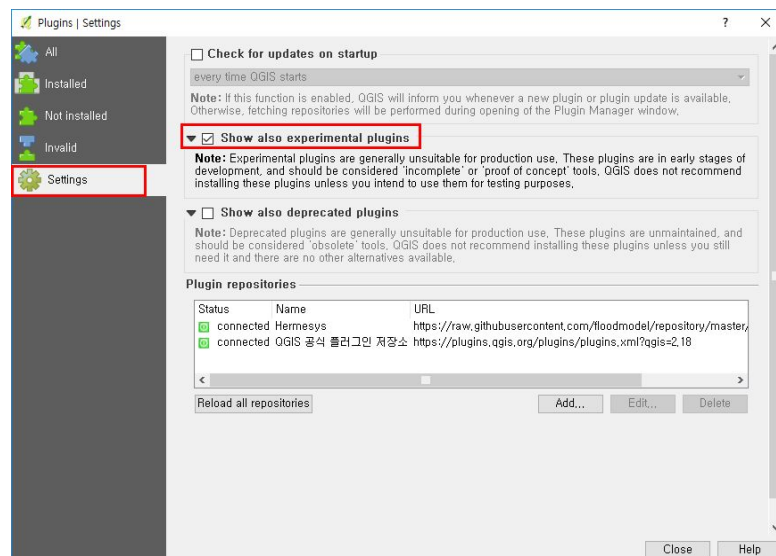 Plugins | Settings
?
All
Installed
Not installed
Invalid
Settings
Check for updates on startup
every time QGIS starts
Note: If this function is enabled, QGIS will inform you whenever a new plugin or plugin update is available,
Otherwise, fetching repositories will be performed during opening of the Plugin Manager window,
Show also experimental plugins
Note: Experimental plugins are generally unsuitable for production use, These plugins are in early stages of
development, and should be considered 'incomplete' or 'proof of concept' tools, QGIS does not recommend
installing these plugins unless you intend to use them for testing purposes,
Show also deprecated plugins
Note: Deprecated plugins are generally unsuitable for production use, These plugins are unmaintained, and
should be considered 'obsolete' tools, QGIS does not recommend installing these plugins unless you still
need it and there are no other alternatives available,
Plugin repositories
Status Name URL
connected Hermesys https://raw,githubusercontent,com/floodmodel/repository/master/
connected QGIS 공식 플러그인 저장소 https://plugins,qgis,org/plugins/plugins,xml?qgis=2,18
Reload all repositories Add,,, Edit,,, Delete
Close Help